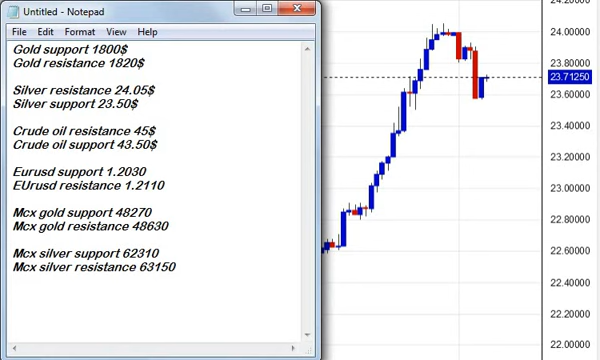 Untitled - Notepad
File Edit Format View Help
Gold support 1800$
Gold resistance 1820$
Silver resistance 24.05$
Silver support 23.50$
Crude oil resistance 45$
Crude oil support 43.50$
Eurusd support 1.2030
EUrusd resistance 1.2110
Mcx gold support 48270
Mcx gold resistance 48630
Mcx silver support 62310
Mcx silver resistance 63150
24.20000
24.00000
23.80000
23.71250
23.60000
23.40000
23.20000
23.00000
22.80000
22.60000
22.40000
22.20000
22.00000